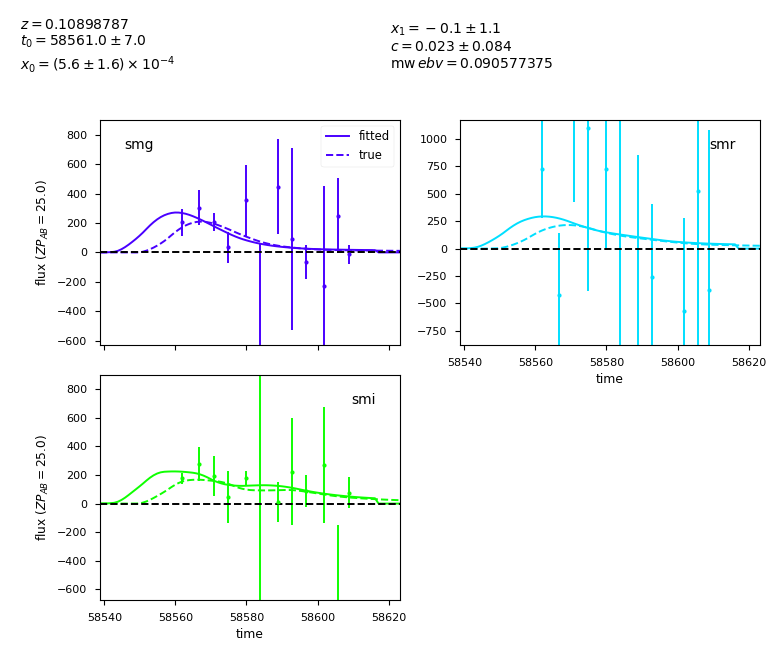 z = 0.10898787
t₀ = 58561.0 ± 7.0
x₀ = (5.6 ± 1.6) × 10⁻⁴
x₁ = −0.1 ± 1.1
c = 0.023 ± 0.084
mw ebv = 0.090577375
smg
fitted
true
800
600
400
200
0
−200
−400
−600
flux (ZP_AB = 25.0)
smr
1000
750
500
250
0
−250
−500
−750
58540 58560 58580 58600 58620
time
smi
800
600
400
200
0
−200
−400
−600
flux (ZP_AB = 25.0)
58540 58560 58580 58600 58620
time